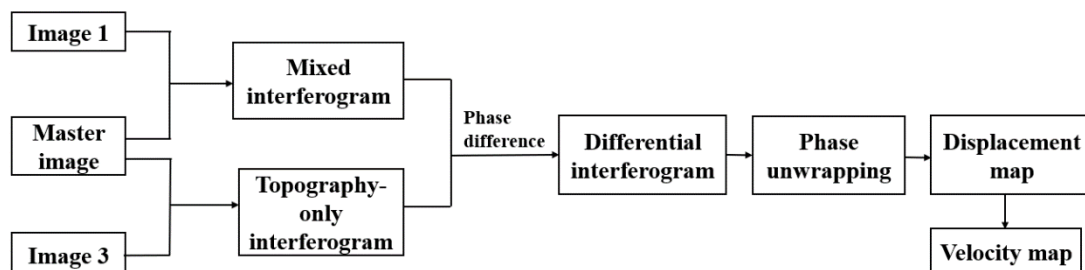 Image 1
Master
image
Image 3
Mixed
interferogram
Topography-
only
interferogram
Phase
difference
Differential
interferogram
Phase
unwrapping
Displacement
map
Velocity map